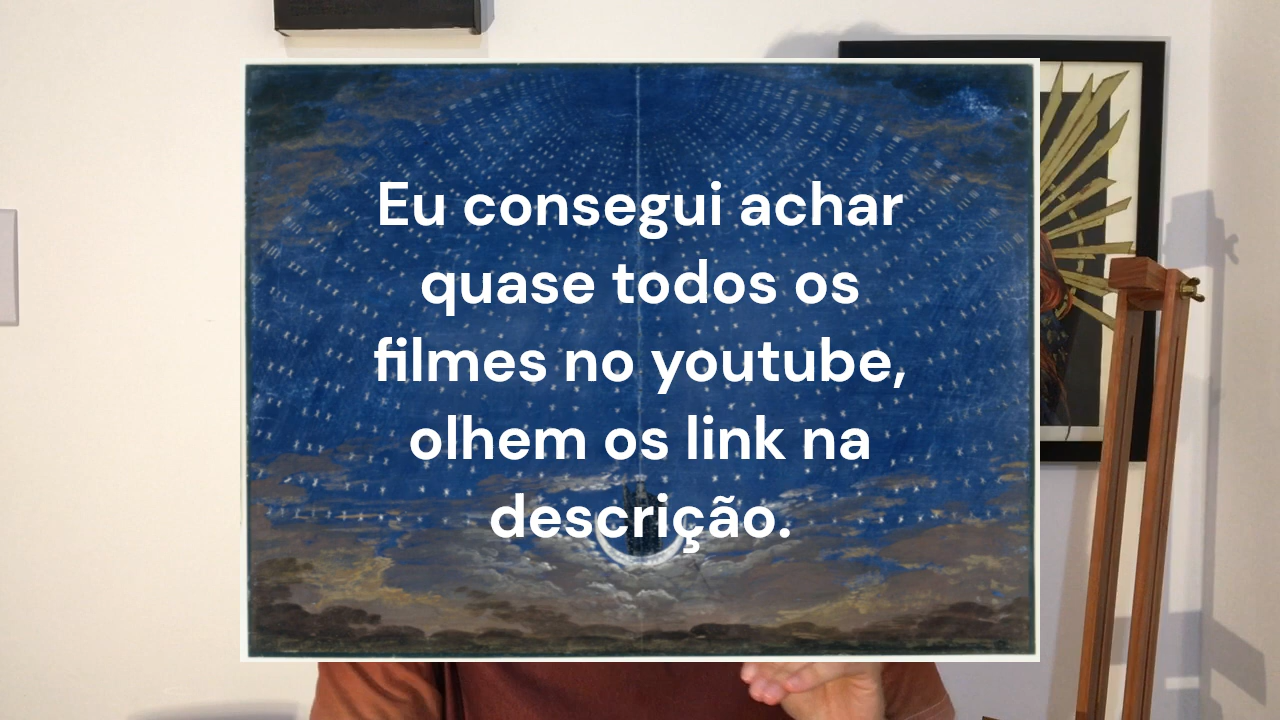 Eu consegui achar
quase todos os
filmes no youtube,
olhem os link na
descrição.